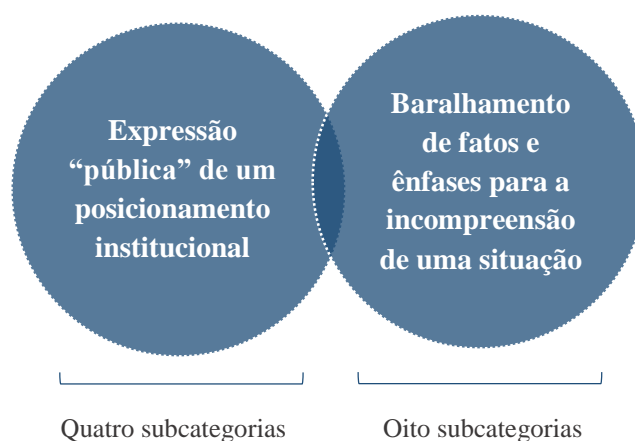 Expressão
“pública” de um
posicionamento
institucional
Baralhamento
de fatos e
ênfases para a
incompreensão
de uma situação
Quatro subcategorias
Oito subcategorias